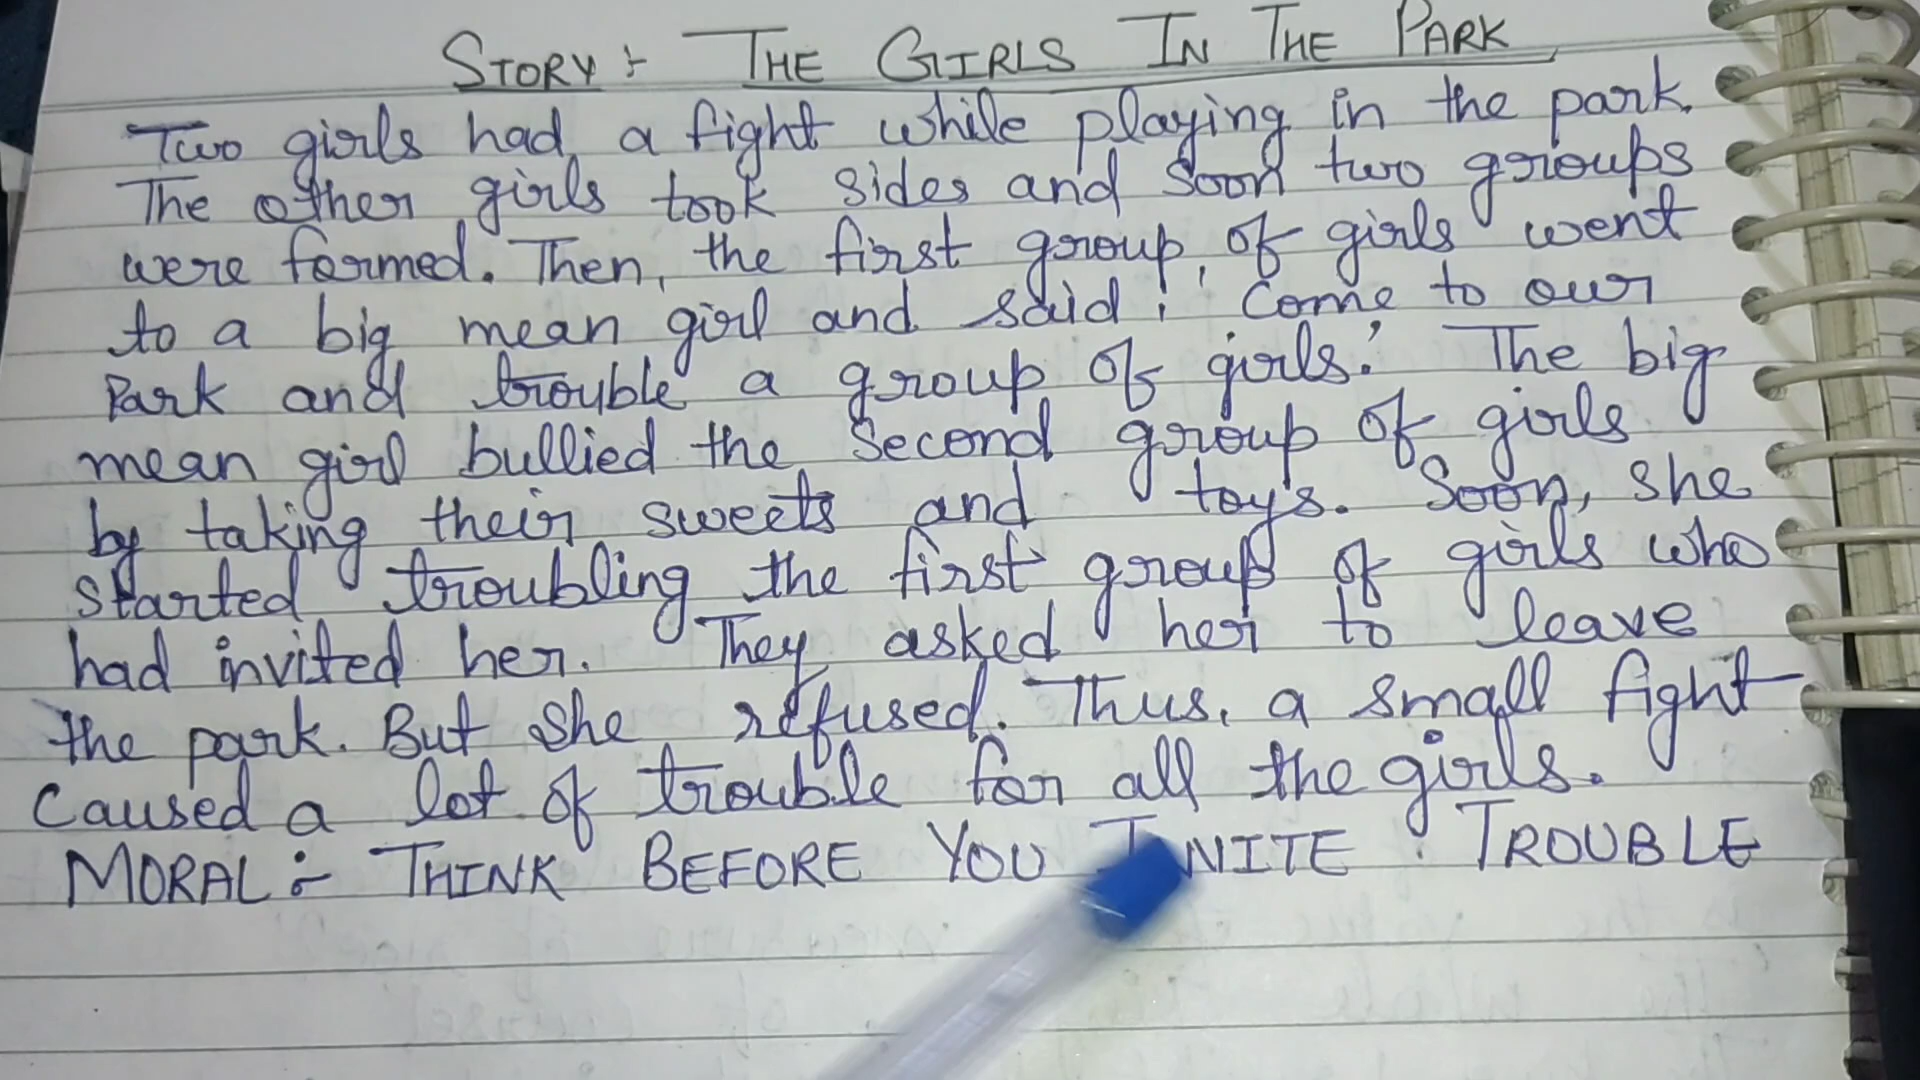 STORY :- THE GIRLS IN THE PARK
Two girls had a fight while playing in the park.
The other girls took sides and soon two groups
were formed. Then, the first group of girls went
to a big mean girl and said: 'Come to our
Park and trouble a group of girls.' The big
mean girl bullied the second group of girls
by taking their sweets and toys. Soon, she
started troubling the first group of girls who
had invited her. They asked her to leave
the park. But she refused. Thus, a small fight
caused a lot of trouble for all the girls.
MORAL :- THINK BEFORE YOU TROUBLE